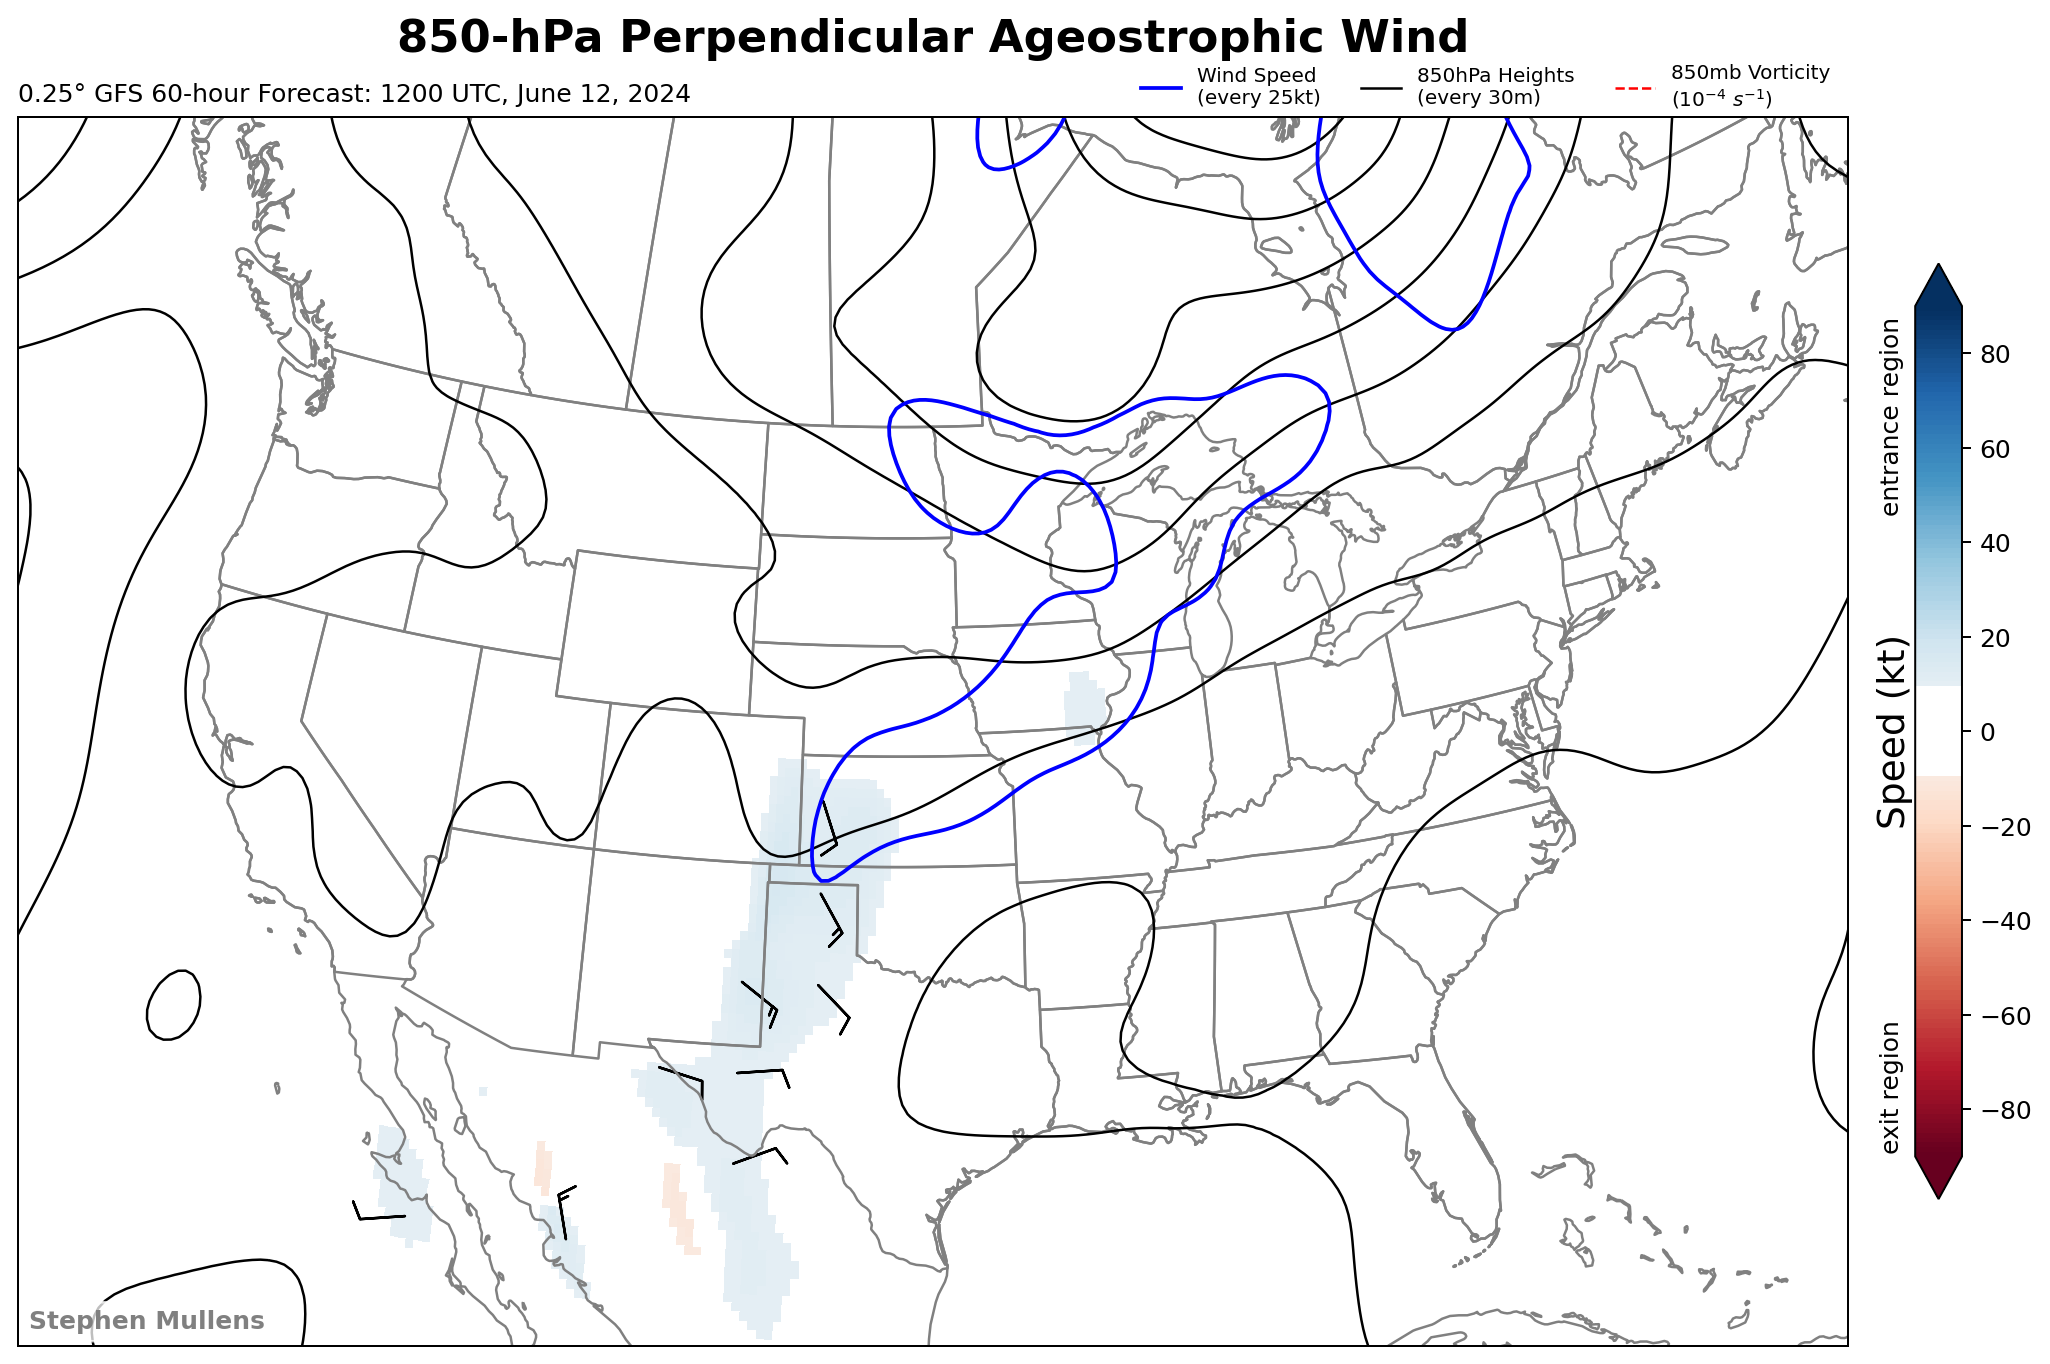 850-hPa Perpendicular Ageostrophic Wind
0.25° GFS 60-hour Forecast: 1200 UTC, June 12, 2024
Wind Speed
(every 25kt)
850hPa Heights
(every 30m)
850mb Vorticity
(10⁻⁴ s⁻¹)
entrance region
Speed (kt)
exit region
80
60
40
20
0
−20
−40
−60
−80
Stephen Mullens